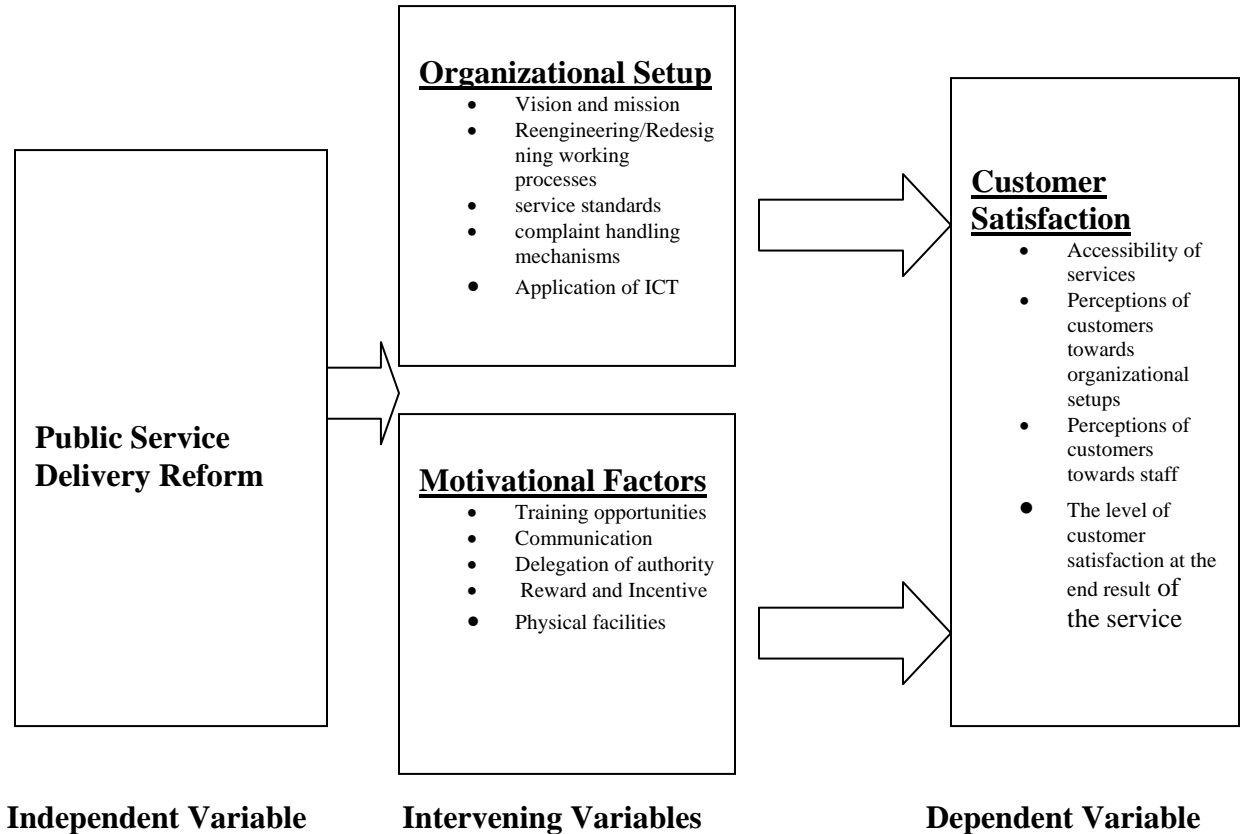 Public Service
Delivery Reform
Organizational Setup
• Vision and mission
• Reengineering/Redesig
ning working
processes
• service standards
• complaint handling
mechanisms
• Application of ICT
Motivational Factors
• Training opportunities
• Communication
• Delegation of authority
• Reward and Incentive
• Physical facilities
Customer
Satisfaction
• Accessibility of
services
• Perceptions of
customers
towards
organizational
setups
• Perceptions of
customers
towards staff
• The level of
customer
satisfaction at the
end result of
the service
Independent Variable
Intervening Variables
Dependent Variable